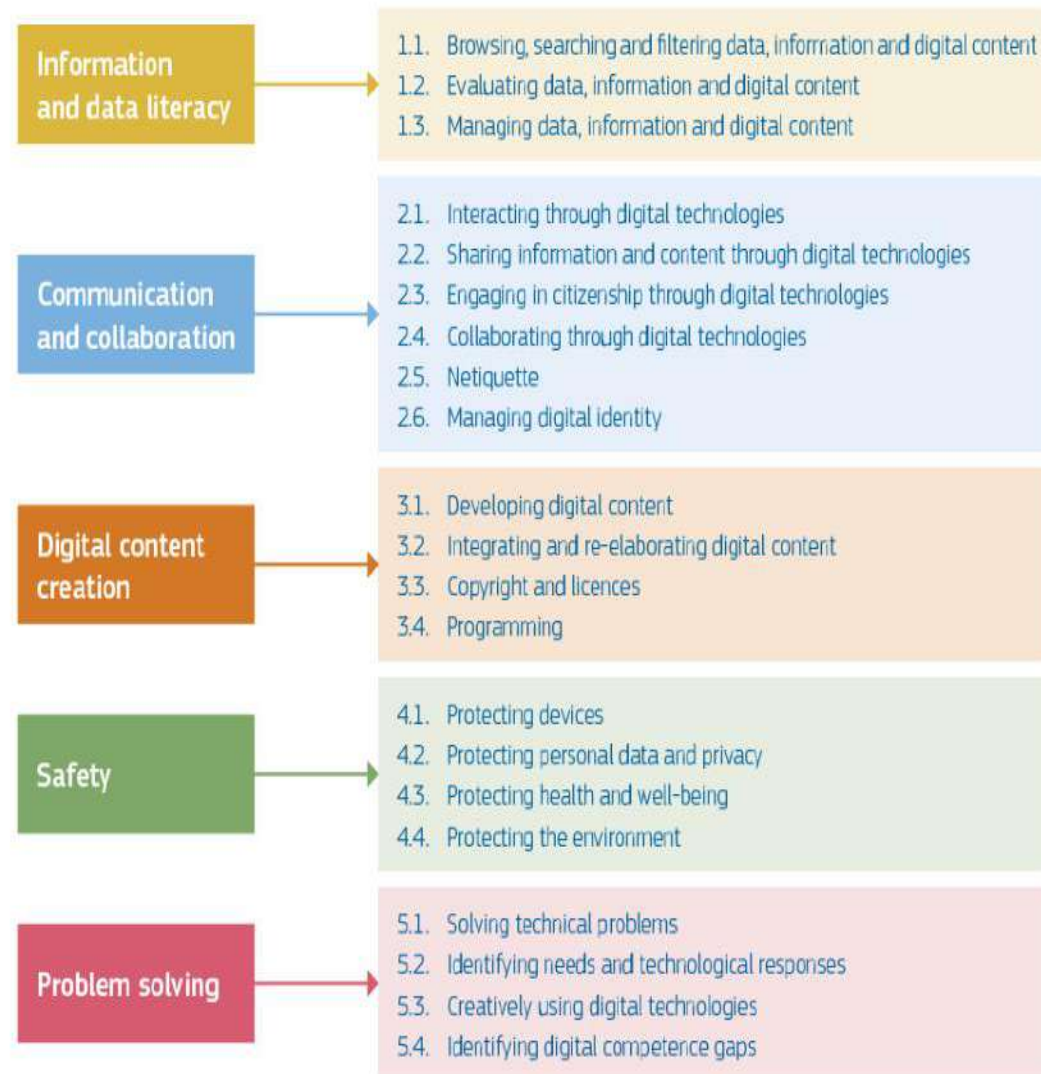 Information
and data literacy
1.1. Browsing, searching and filtering data, information and digital content
1.2. Evaluating data, information and digital content
1.3. Managing data, information and digital content
Communication
and collaboration
2.1. Interacting through digital technologies
2.2. Sharing information and content through digital technologies
2.3. Engaging in citizenship through digital technologies
2.4. Collaborating through digital technologies
2.5. Netiquette
2.6. Managing digital identity
Digital content
creation
3.1. Developing digital content
3.2. Integrating and re-elaborating digital content
3.3. Copyright and licences
3.4. Programming
Safety
4.1. Protecting devices
4.2. Protecting personal data and privacy
4.3. Protecting health and well-being
4.4. Protecting the environment
Problem solving
5.1. Solving technical problems
5.2. Identifying needs and technological responses
5.3. Creatively using digital technologies
5.4. Identifying digital competence gaps